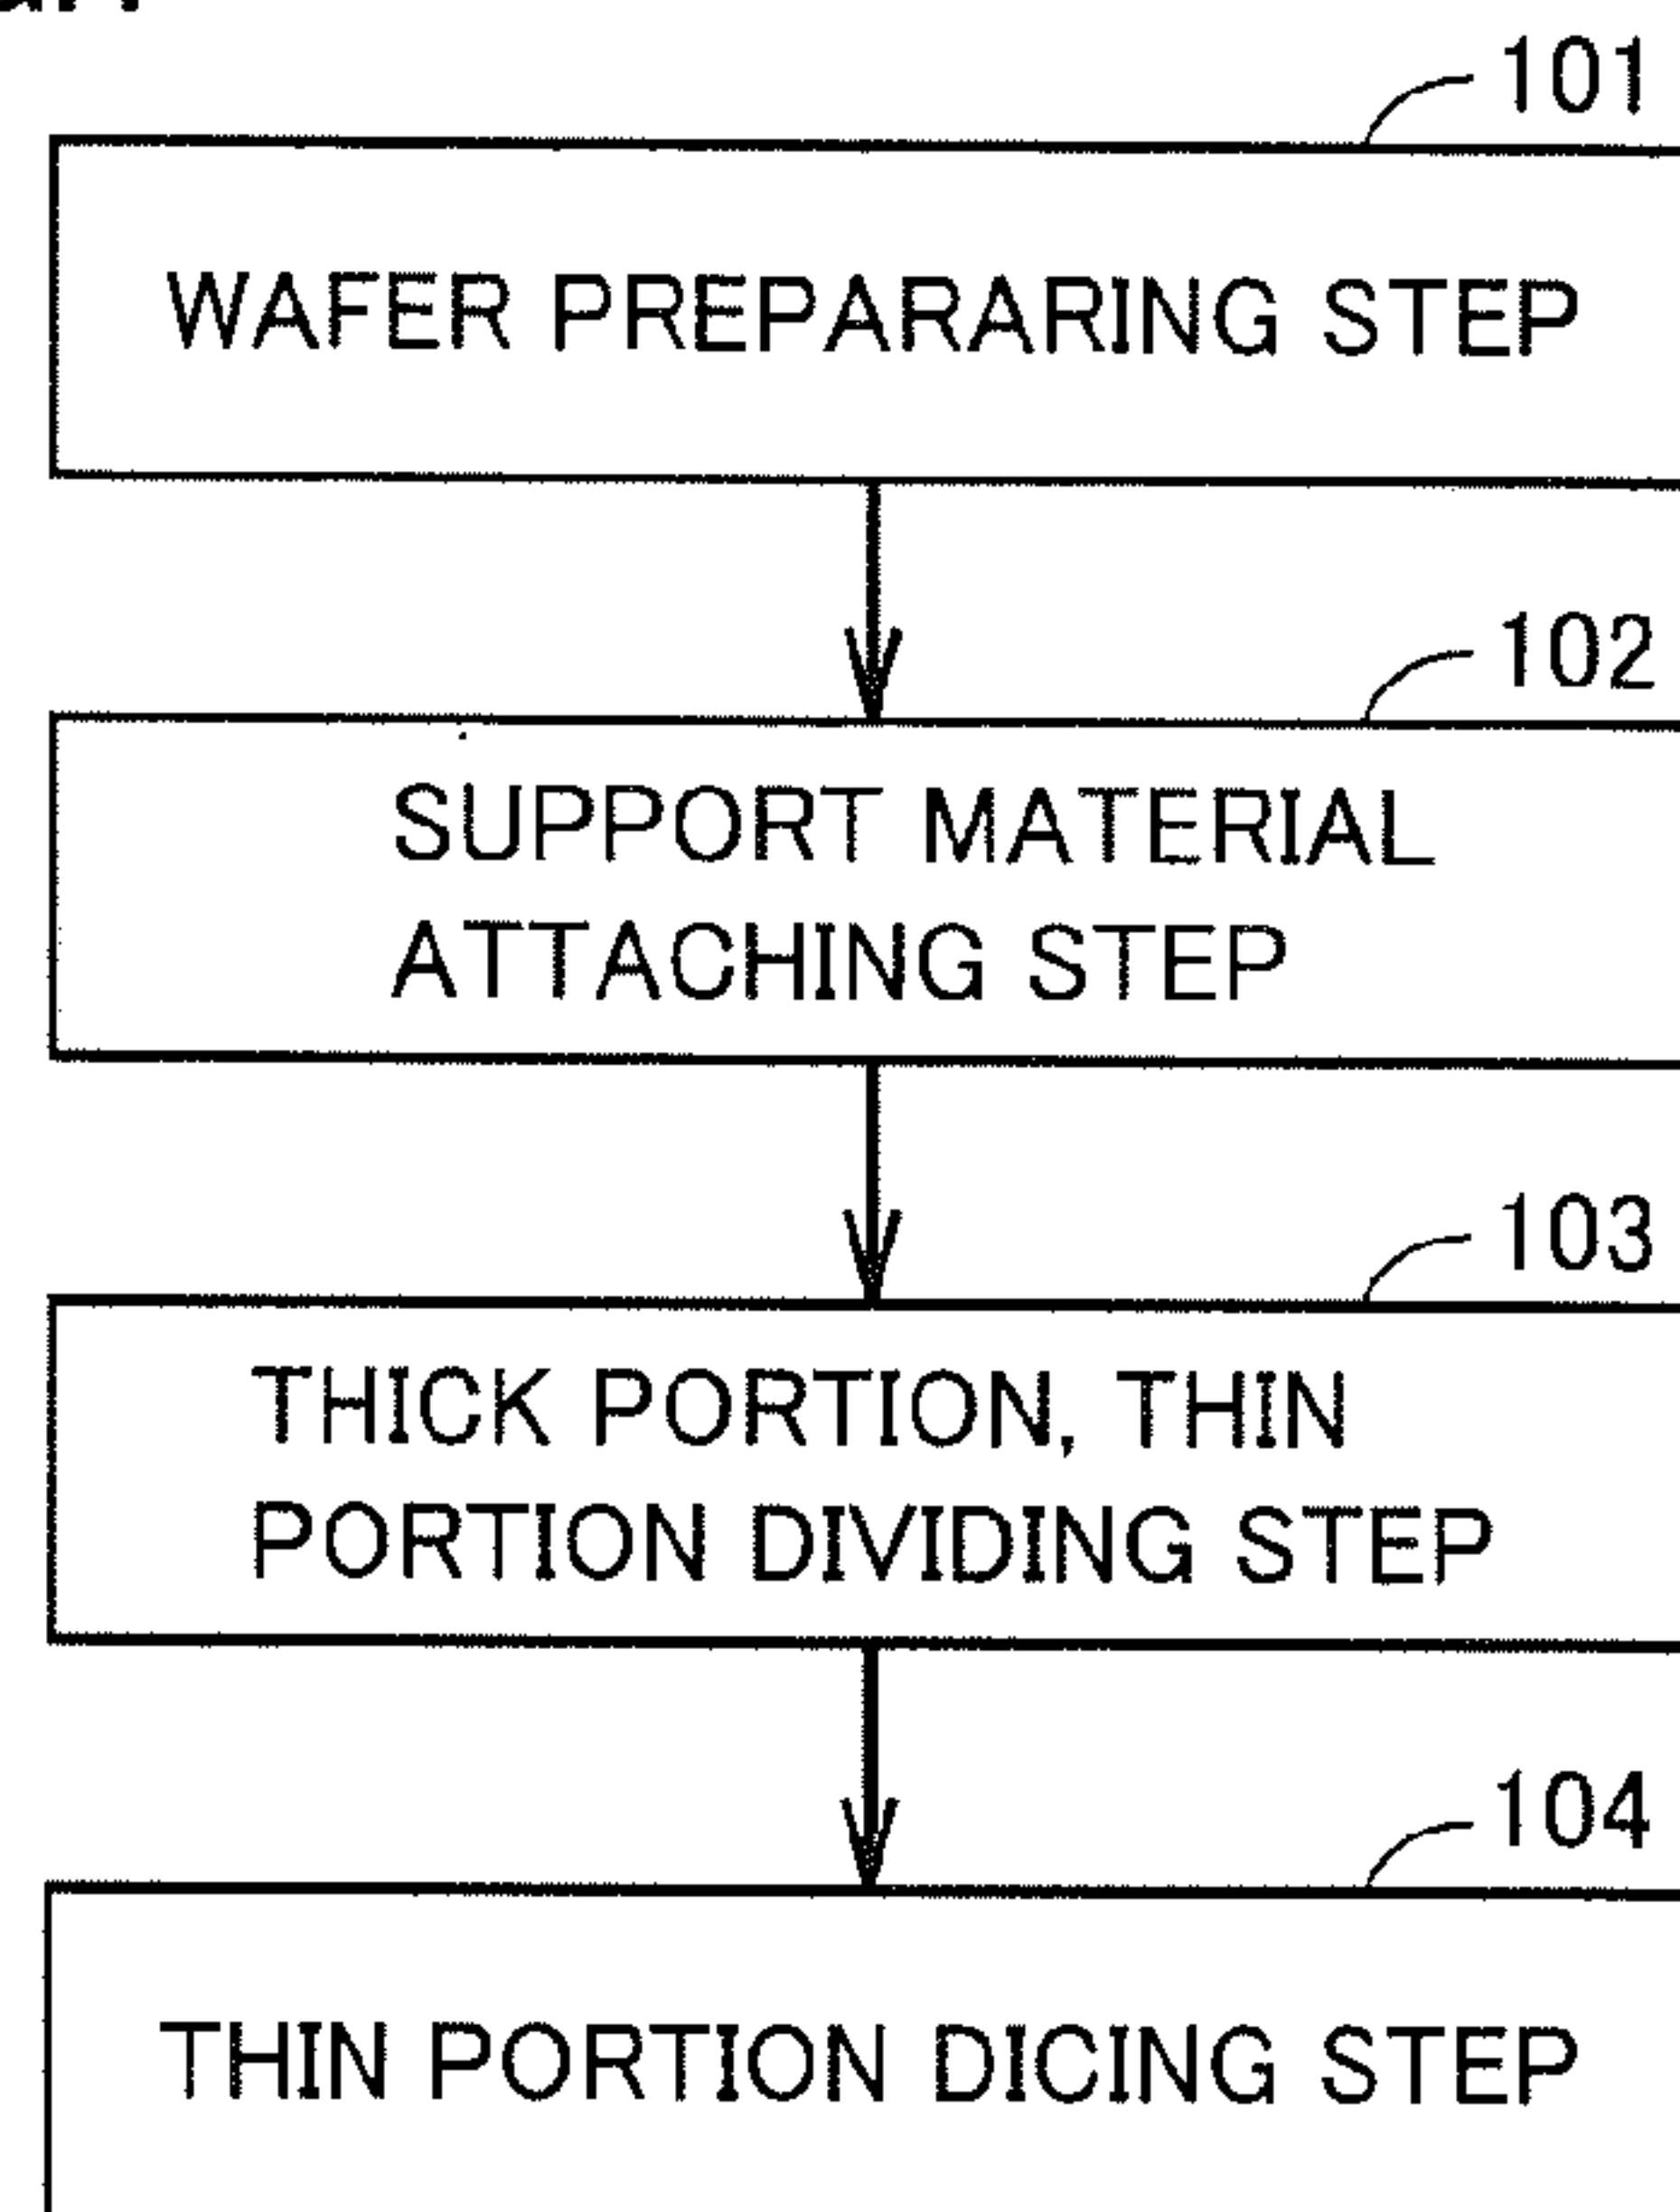 101
WAFER PREPARARING STEP
102
SUPPORT MATERIAL
ATTACHING STEP
103
THICK PORTION, THIN
PORTION DIVIDING STEP
104
THIN PORTION DICING STEP